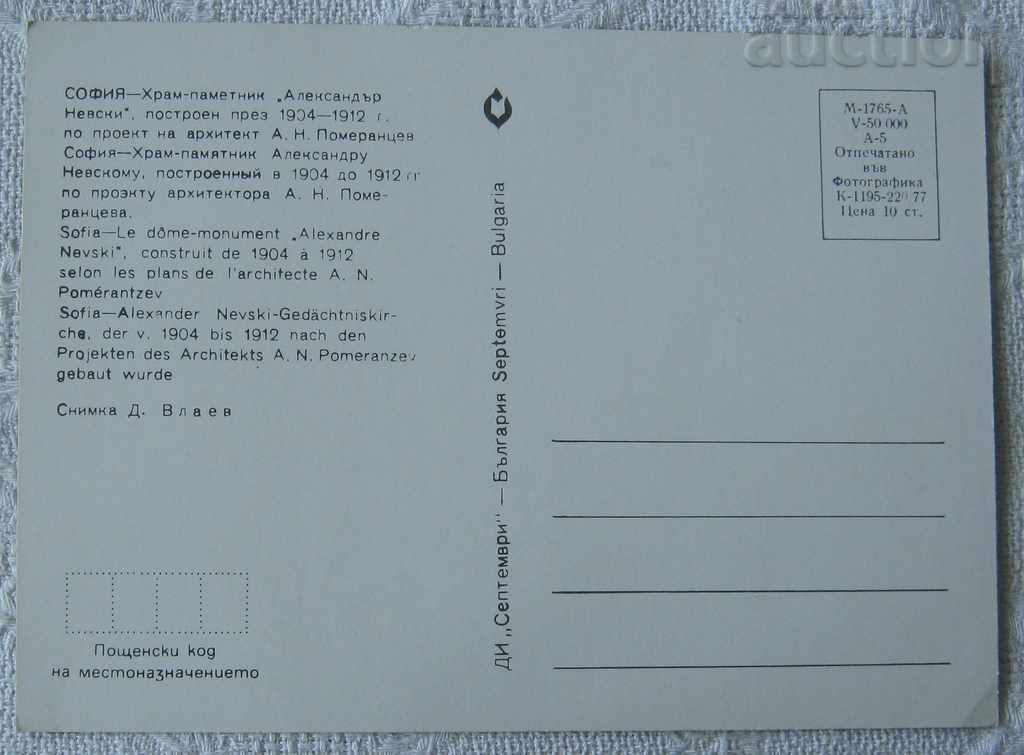 СОФИЯ—Храм-паметник „Александър
Невски", построен през 1904—1912 г.
по проект на архитект А. Н. Померанцев
София—Храм-памятник Александру
Невскому, построенный в 1904 до 1912 гг
по проэкту архитектора А. Н. Поме-
ранцева.
Sofia—Le dôme-monument „Alexandre
Nevski", construit de 1904 à 1912
selon les plans de l'architecte A. N.
Pomérantzev
Sofia—Alexander Nevski-Gedächtniskir-
che, der v. 1904 bis 1912 nach den
Projekten des Architekts A. N. Pomeranzev
gebaut wurde
Снимка Д. Влаев
Пощенски код
на местоназначението
ДИ „Септември" — България Septemvri — Bulgaria
М-1765-А
V-50 000
А-5
Отпечатано
във
Фотографика
К-1195-220 77
Цена 10 ст.
auction